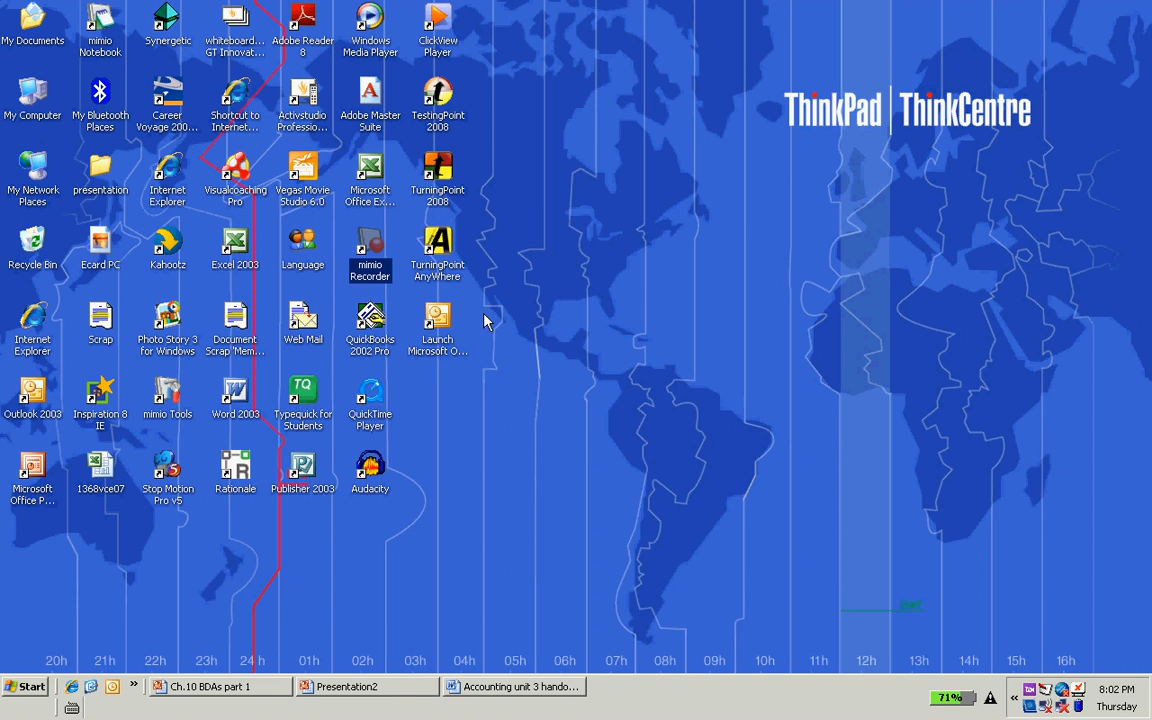 My Documents
mimio
Notebook
Synergetic
whiteboard...
GT Innovat...
Adobe Reader
8
Windows
Media Player
ClickView
Player
ThinkPad | ThinkCentre
My Computer
My Bluetooth
Places
Career
Voyage 200...
Shortcut to
Internet...
Activstudio
Professio...
Adobe Master
Suite
TestingPoint
2008
My Network
Places
presentation
Internet
Explorer
Visualcoaching
Pro
Vegas Movie
Studio 6.0
Microsoft
Office Ex...
TurningPoint
2008
Recycle Bin
Ecard PC
Kahootz
Excel 2003
Language
mimio
Recorder
TurningPoint
AnyWhere
Internet
Explorer
Scrap
Photo Story 3
for Windows
Document
Scrap 'Mem...
Web Mail
QuickBooks
2002 Pro
Launch
Microsoft O...
Outlook 2003
Inspiration 8
IE
mimio Tools
Word 2003
TQ
Typequick for
Students
QuickTime
Player
Microsoft
Office P...
1368vce07
Stop Motion
Pro v5
Rationale
Publisher 2003
Audacity
20h 21h 22h 23h 24h 01h 02h 03h 04h 05h 06h 07h 08h 09h 10h 11h 12h 13h 14h 15h 16h
Start
Ch.10 BDAs part 1
Presentation2
Accounting unit 3 hando...
71%
8:02 PM
Thursday